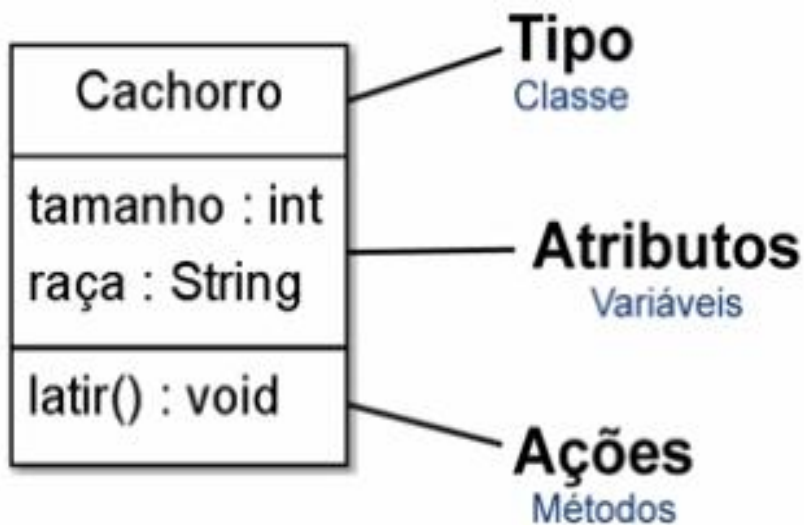 Cachorro
tamanho : int
raça : String
latir() : void
Tipo
Classe
Atributos
Variáveis
Ações
Métodos